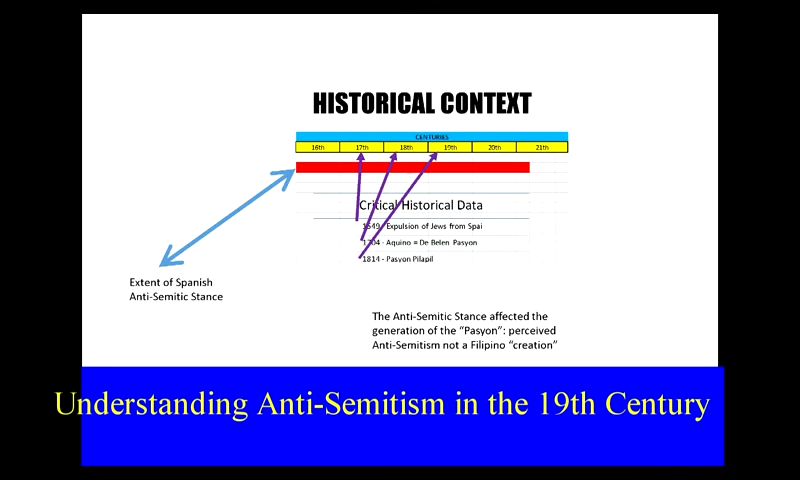 HISTORICAL CONTEXT
CENTURIES
16th 17th 18th 19th 20th 21th
Critical Historical Data
1649 - Expulsion of Jews from Spai
1704 - Aquino = De Belen Pasyon
1814 - Pasyon Pilapil
Extent of Spanish
Anti-Semitic Stance
The Anti-Semitic Stance affected the
generation of the “Pasyon”: perceived
Anti-Semitism not a Filipino “creation”
Understanding Anti-Semitism in the 19th Century